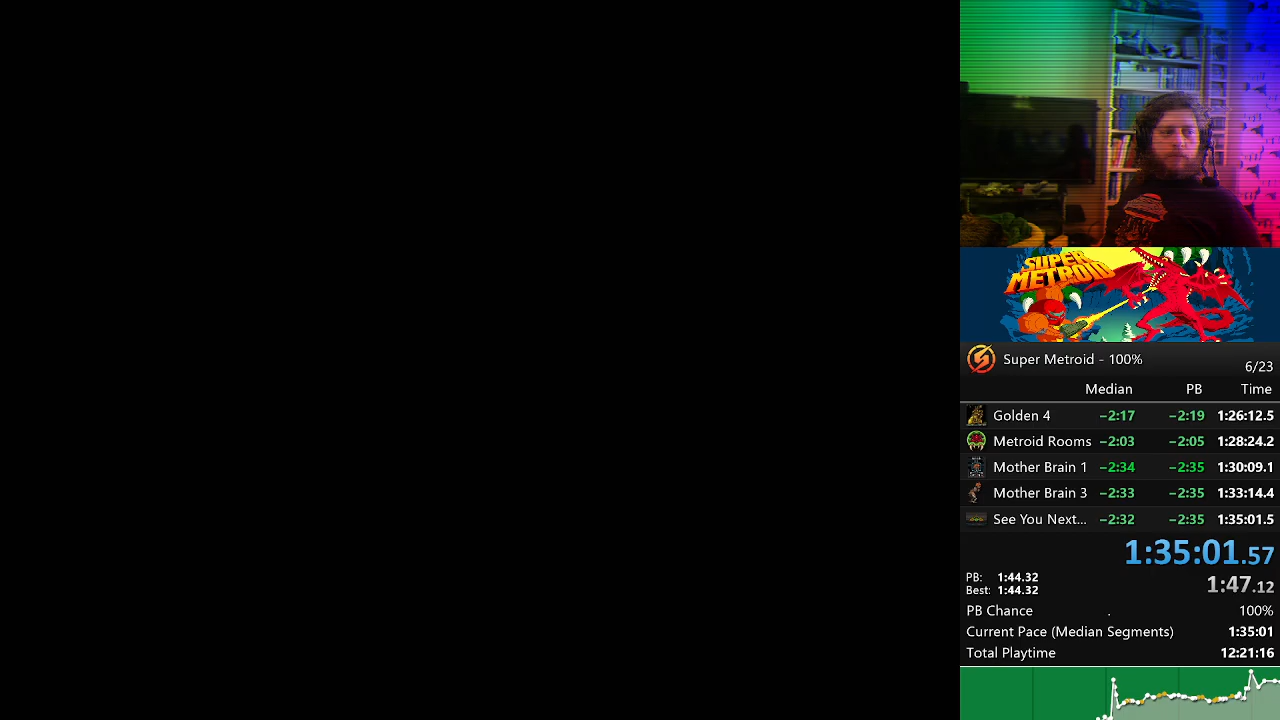 SUPER
METROID
Super Metroid - 100%
6/23
Median PB Time
Golden 4 −2:17 −2:19 1:26:12.5
Metroid Rooms −2:03 −2:05 1:28:24.2
Mother Brain 1 −2:34 −2:35 1:30:09.1
Mother Brain 3 −2:33 −2:35 1:33:14.4
See You Next... −2:32 −2:35 1:35:01.5
1:35:01.57
PB: 1:44.32
Best: 1:44.32
1:47.12
PB Chance . 100%
Current Pace (Median Segments) 1:35:01
Total Playtime 12:21:16